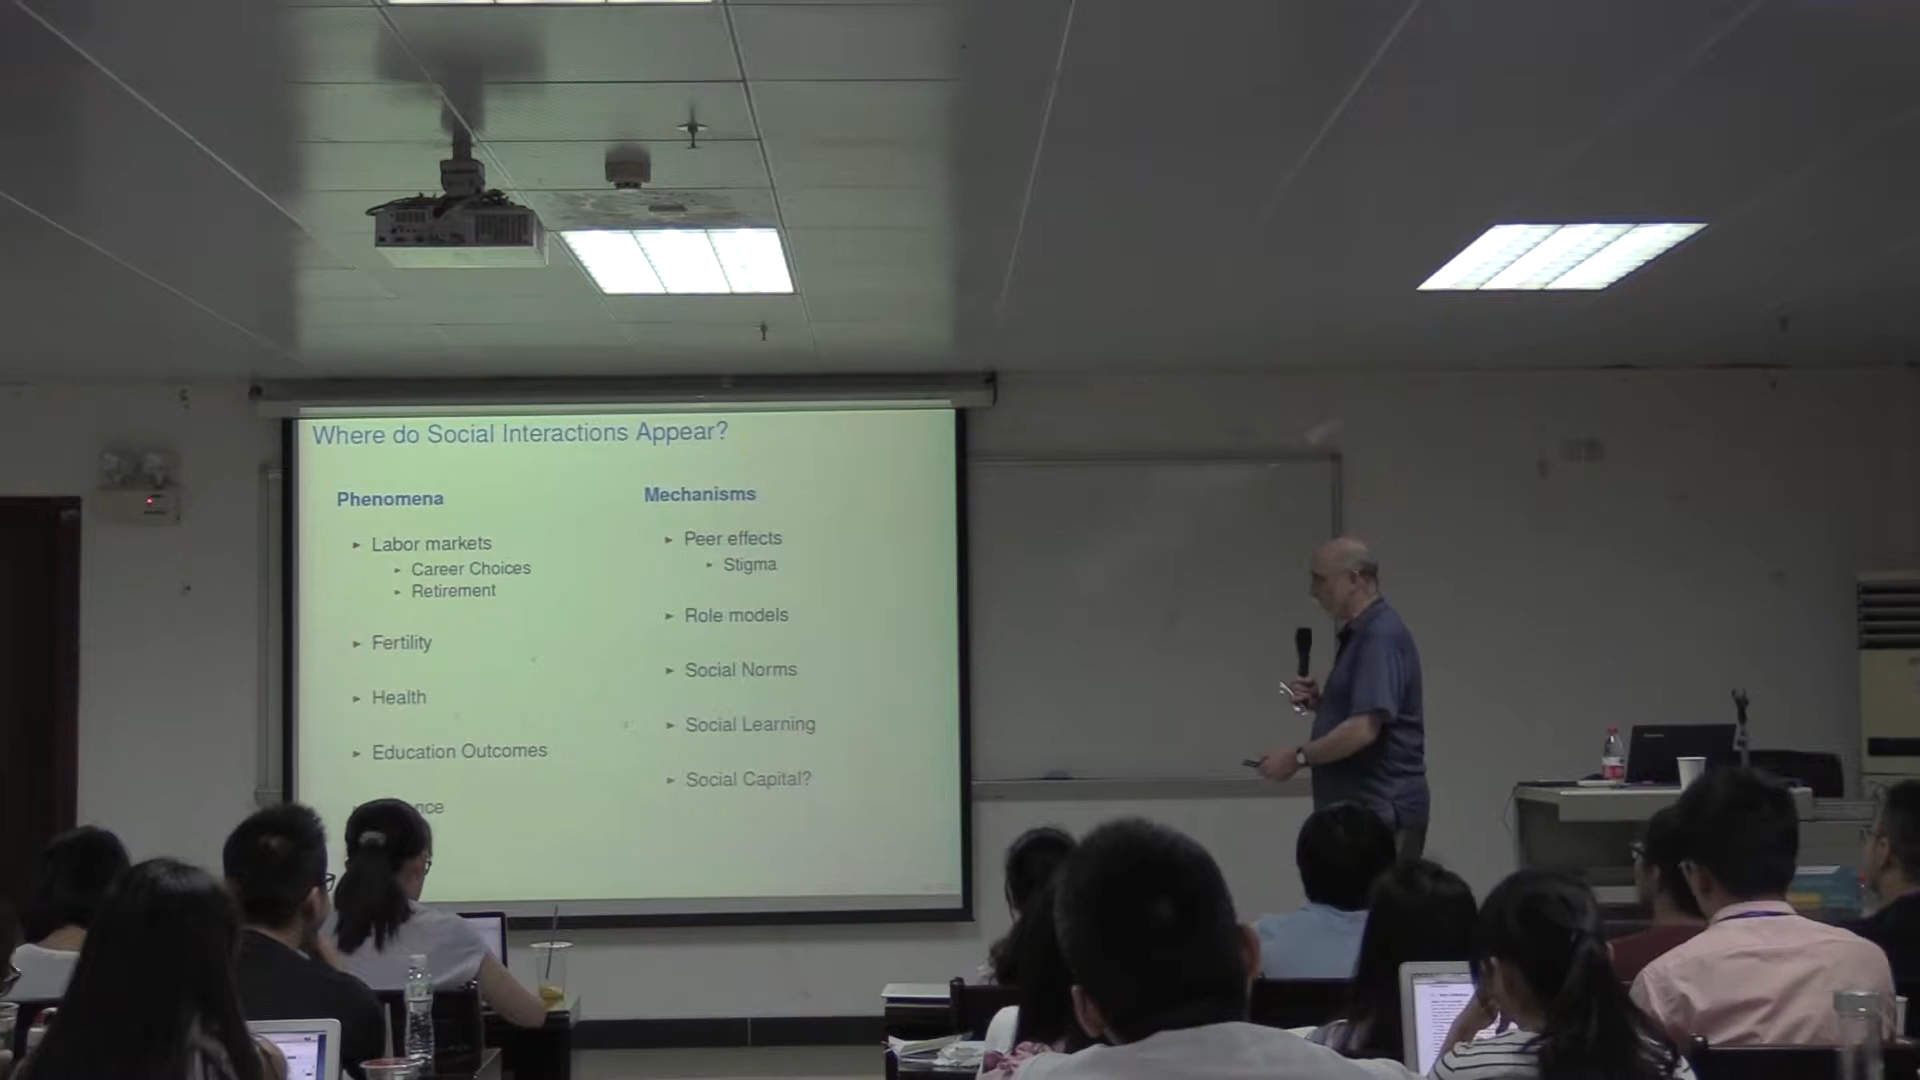 Where do Social Interactions Appear?
Phenomena
Labor markets
Career Choices
Retirement
Fertility
Health
Education Outcomes
Mechanisms
Peer effects
Stigma
Role models
Social Norms
Social Learning
Social Capital?